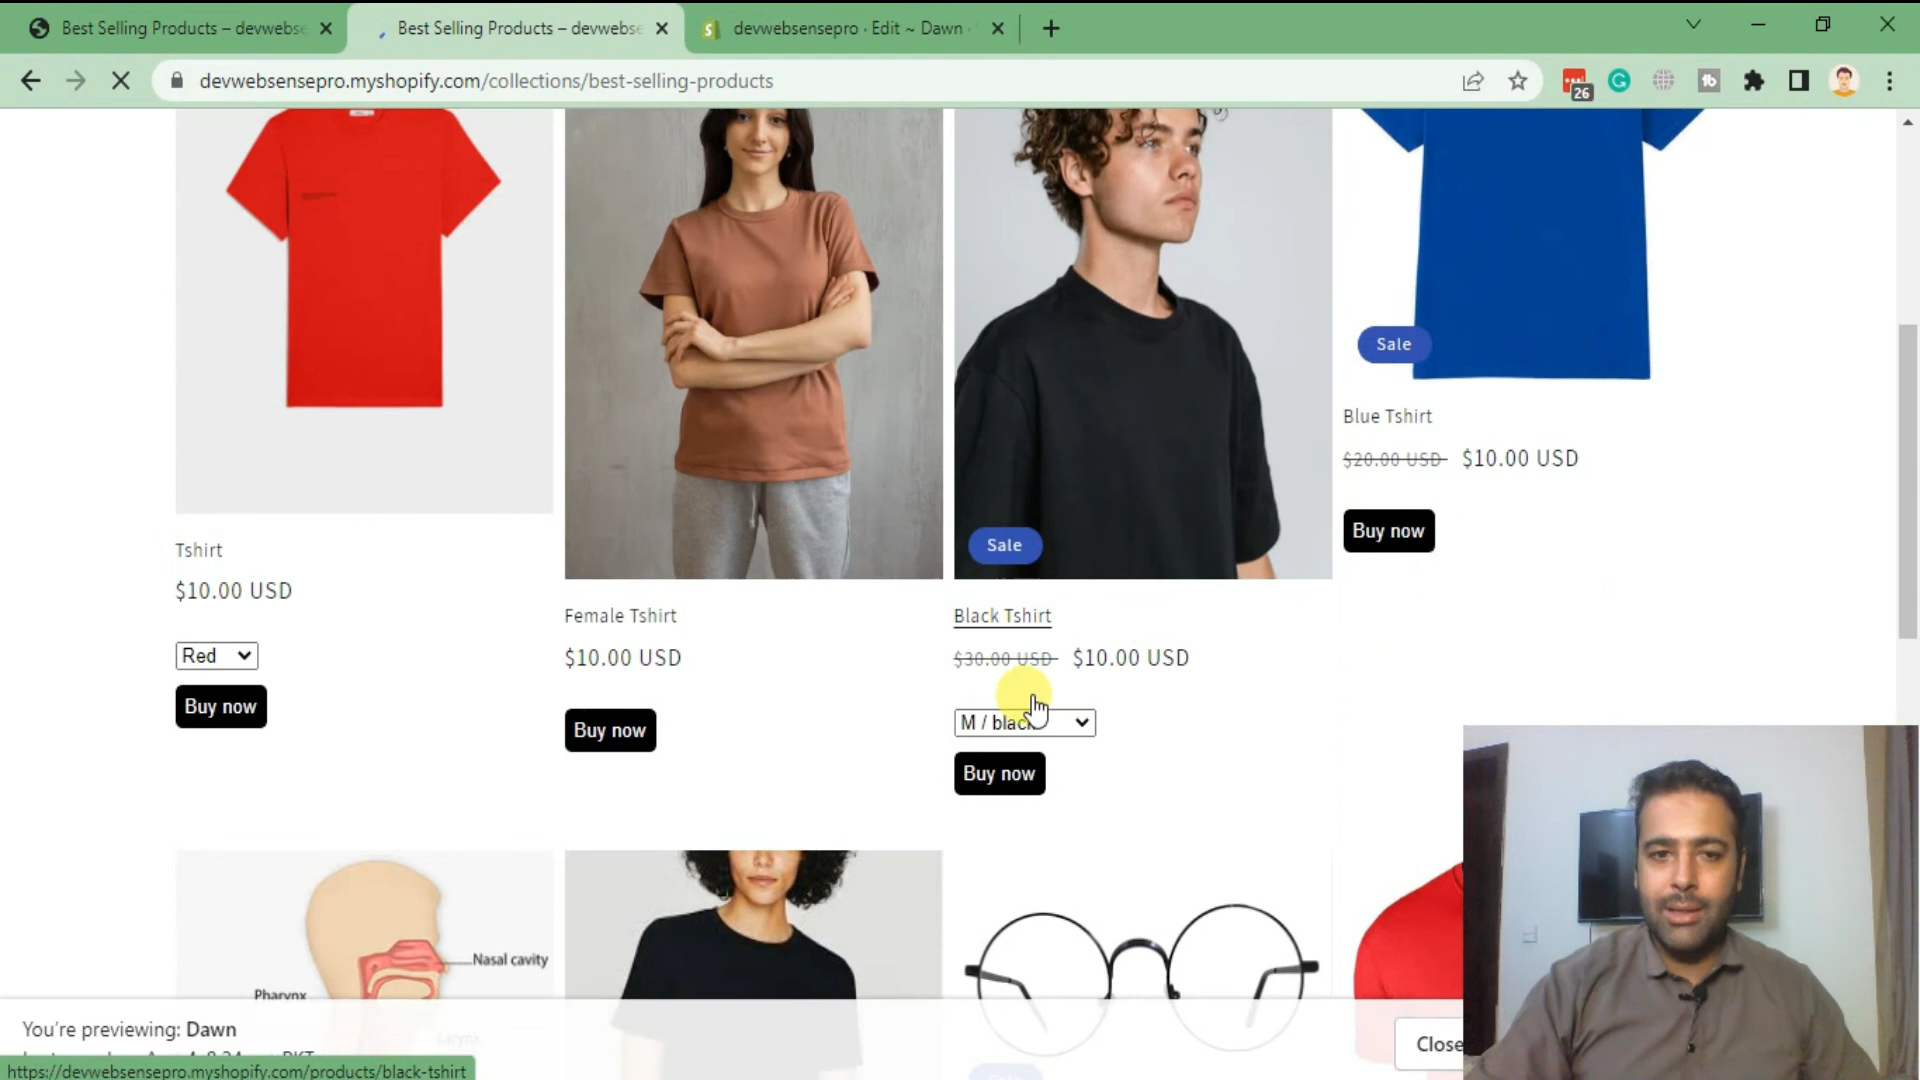 Best Selling Products – devwebse
Best Selling Products – devwebse
devwebsensepro · Edit ~ Dawn ·
devwebsensepro.myshopify.com/collections/best-selling-products
26
Sale
Blue Tshirt
$20.00 USD $10.00 USD
Buy now
Sale
Tshirt
$10.00 USD
Red
Buy now
Female Tshirt
$10.00 USD
Buy now
Black Tshirt
$30.00 USD $10.00 USD
M / black
Buy now
Nasal cavity
Pharynx
Larynx
You're previewing: Dawn
Close
https://devwebsensepro.myshopify.com/products/black-tshirt